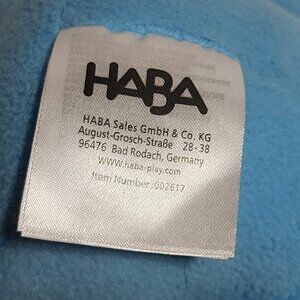 HABA
HABA Sales GmbH & Co. KG
August-Grosch-Straße 28-38
96476 Bad Rodach, Germany
www.haba-play.com
Item Number: 002617